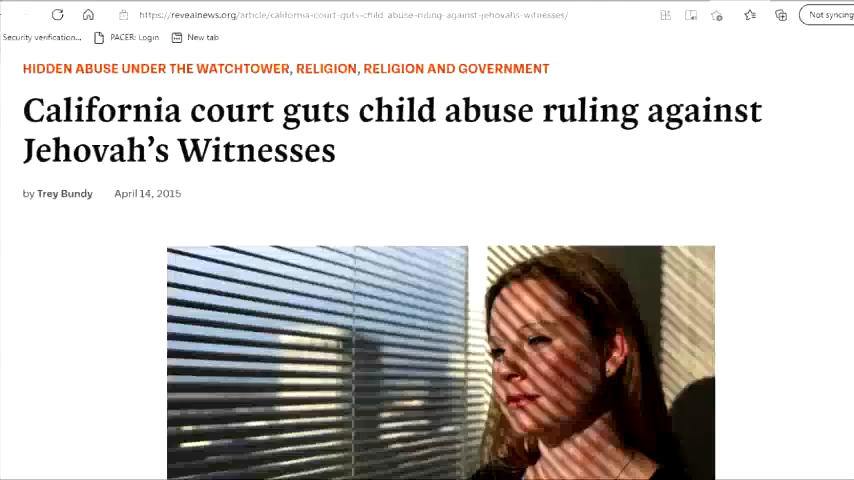 https://revealnews.org/article/california-court-guts-child-abuse-ruling-against-jehovahs-witnesses/
Not syncing
Security verification...
PACER: Login
New tab
HIDDEN ABUSE UNDER THE WATCHTOWER, RELIGION, RELIGION AND GOVERNMENT
California court guts child abuse ruling against
Jehovah's Witnesses
by Trey Bundy April 14, 2015